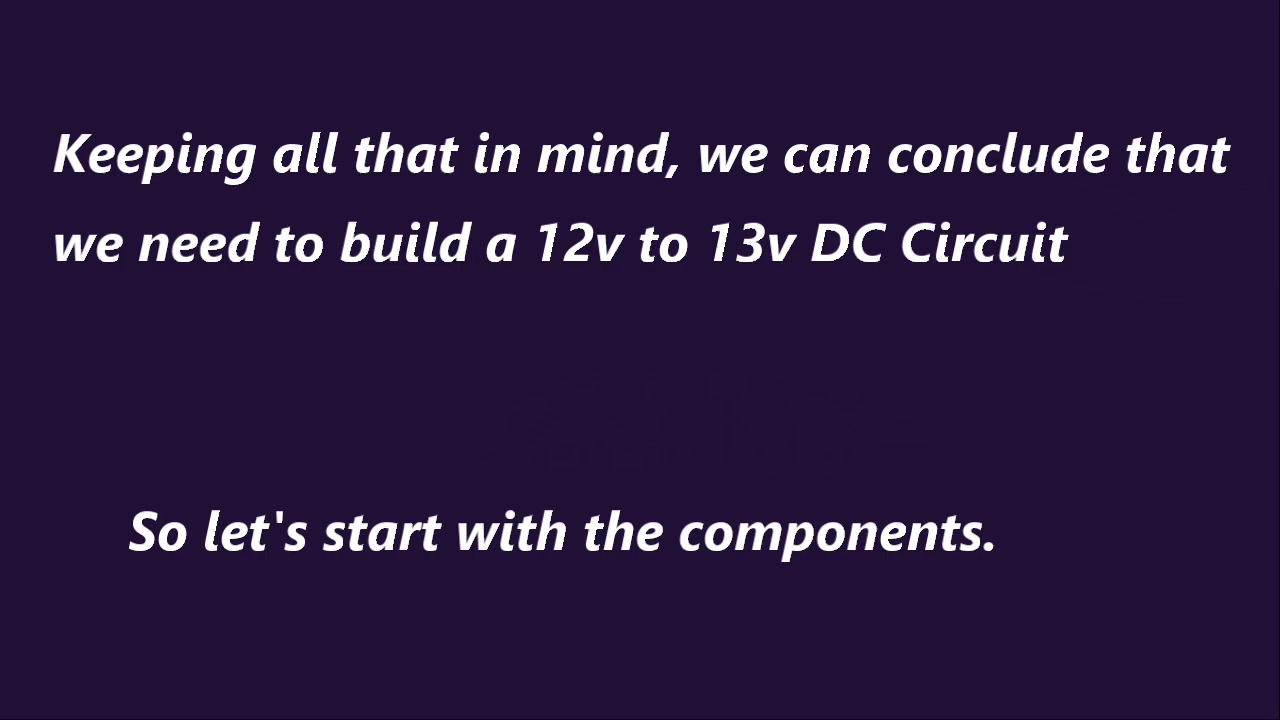 Keeping all that in mind, we can conclude that
we need to build a 12v to 13v DC Circuit
So let's start with the components.